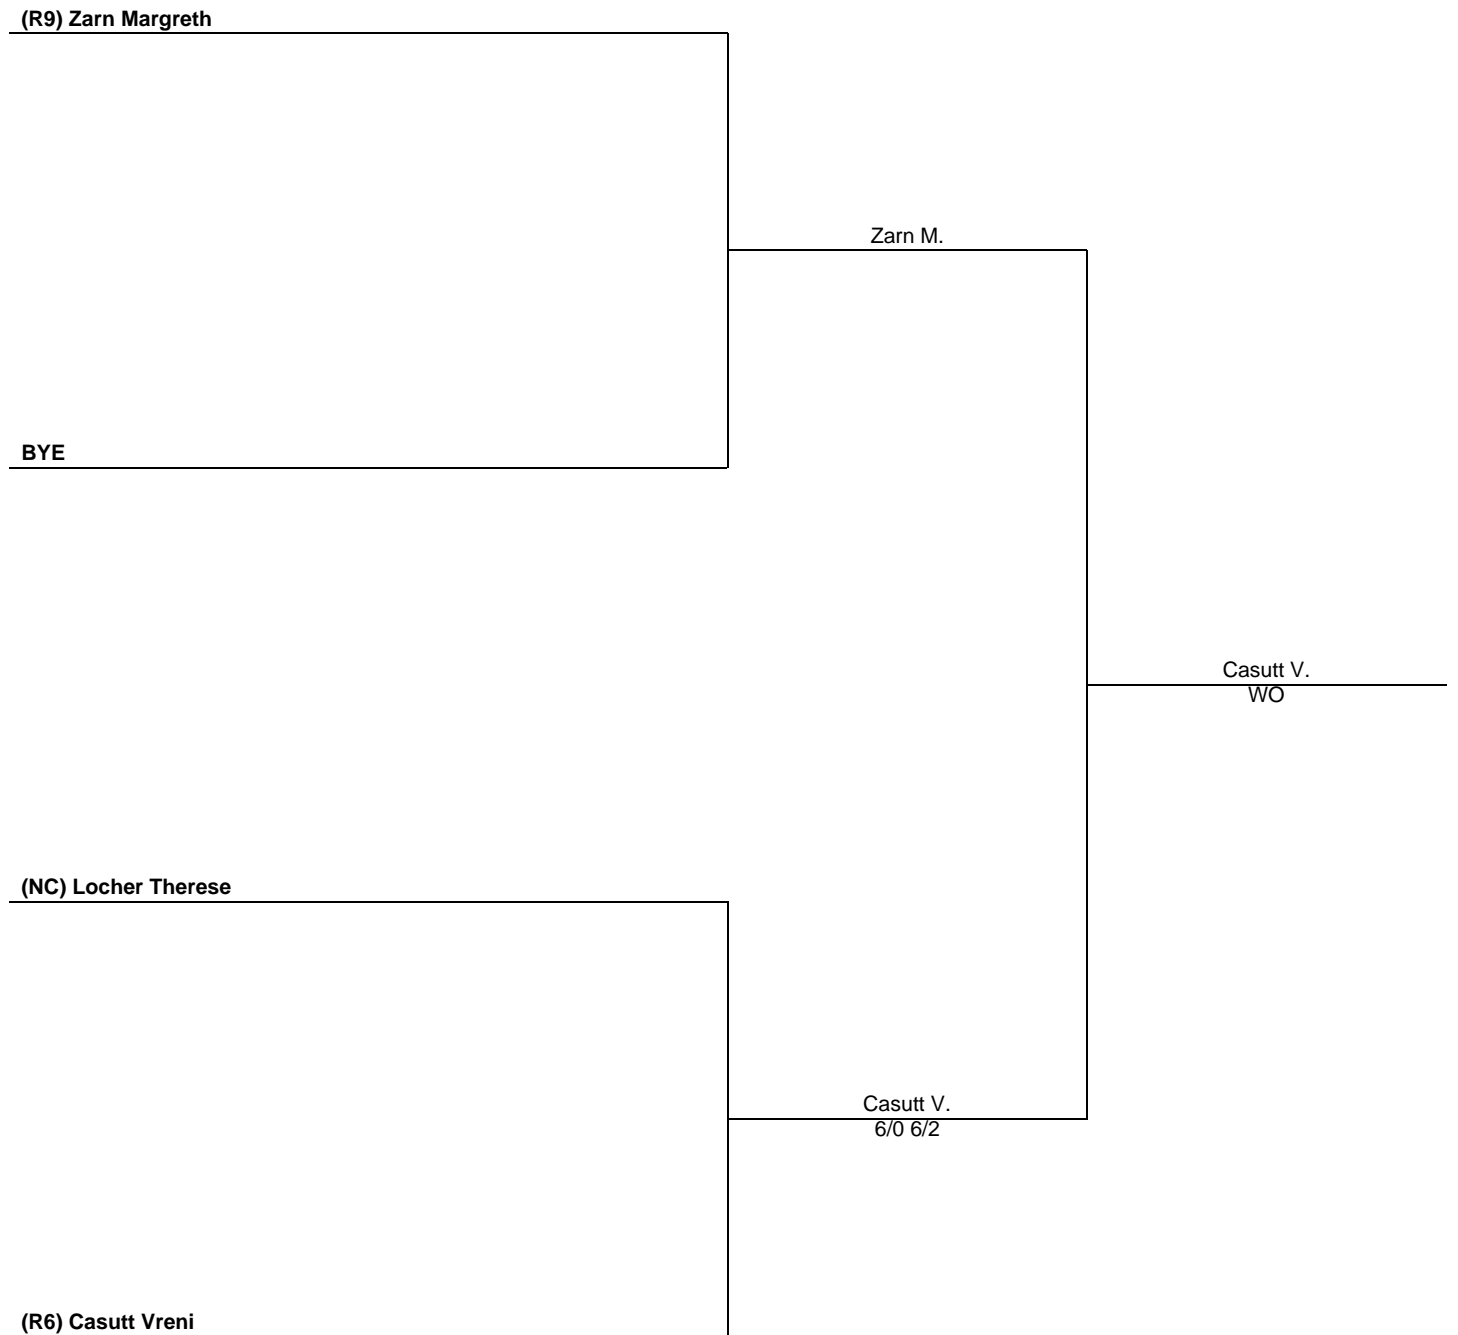 (R9) Zarn Margreth
Zarn M.
BYE
Casutt V.
WO
(NC) Locher Therese
Casutt V.
6/0 6/2
(R6) Casutt Vreni